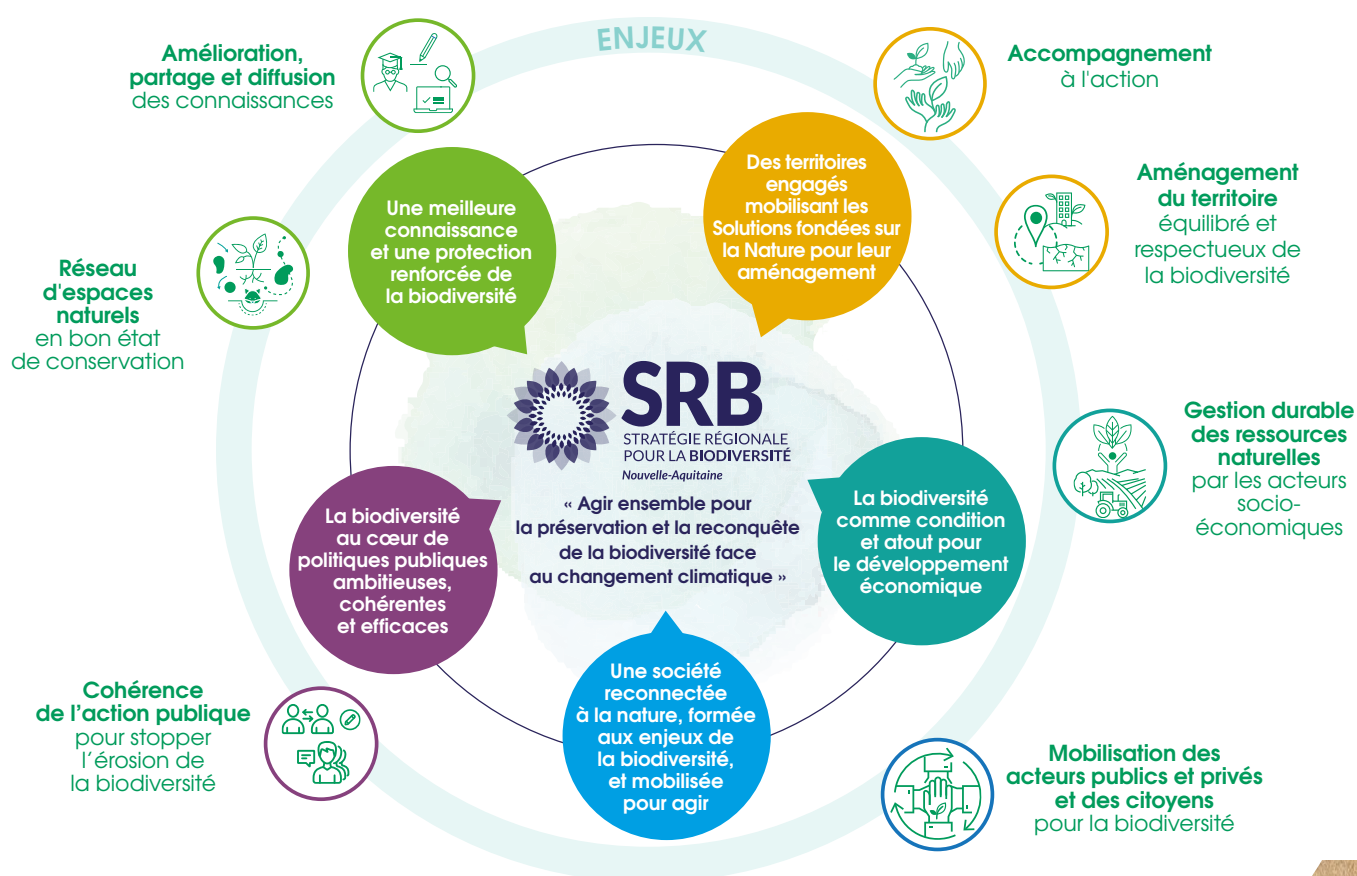 ENJEUX
Amélioration,
partage et diffusion
des connaissances
Accompagnement
à l'action
Des territoires
engagés
mobilisant les
Solutions fondées sur
la Nature pour leur
aménagement
Une meilleure
connaissance
et une protection
renforcée de
la biodiversité
Aménagement
du territoire
équilibré et
respectueux de
la biodiversité
Réseau
d'espaces
naturels
en bon état
de conservation
SRB
STRATÉGIE RÉGIONALE
POUR LA BIODIVERSITÉ
Nouvelle-Aquitaine
« Agir ensemble pour
la préservation et la reconquête
de la biodiversité face
au changement climatique »
Gestion durable
des ressources
naturelles
par les acteurs
socio-
économiques
La biodiversité
comme condition
et atout pour
le développement
économique
La biodiversité
au cœur de
politiques publiques
ambitieuses,
cohérentes
et efficaces
Une société
reconnectée
à la nature, formée
aux enjeux de
la biodiversité,
et mobilisée
pour agir
Cohérence
de l’action publique
pour stopper
l’érosion de
la biodiversité
Mobilisation des
acteurs publics et privés
et des citoyens
pour la biodiversité